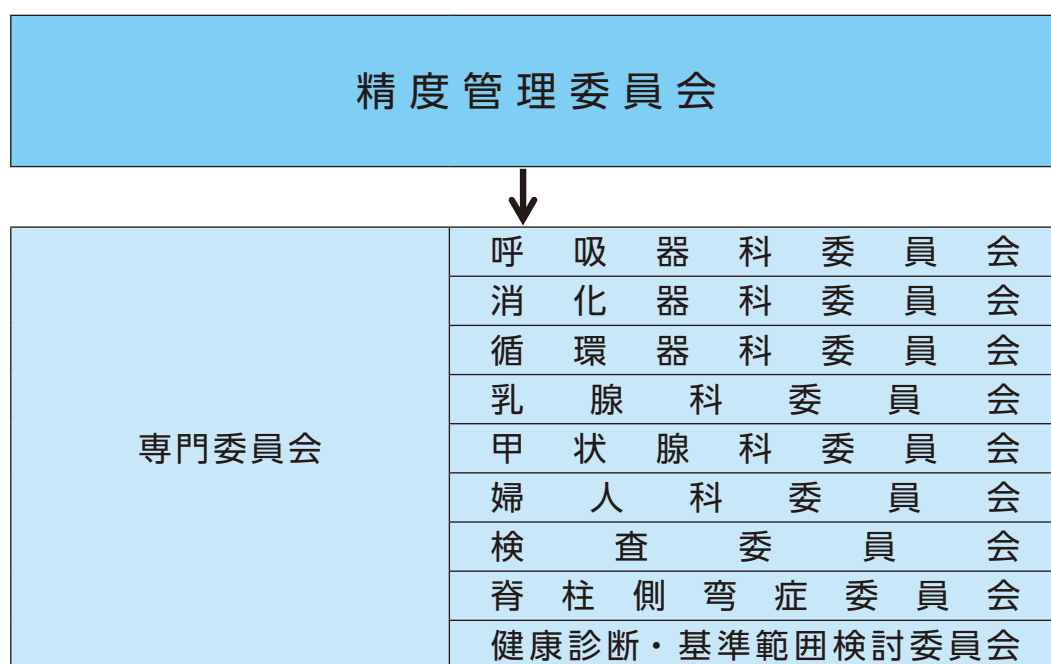 精度管理委員会
専門委員会
呼吸器科委員会
消化器科委員会
循環器科委員会
乳腺科委員会
甲状腺科委員会
婦人科委員会
検査委員会
脊柱側弯症委員会
健康診断・基準範囲検討委員会